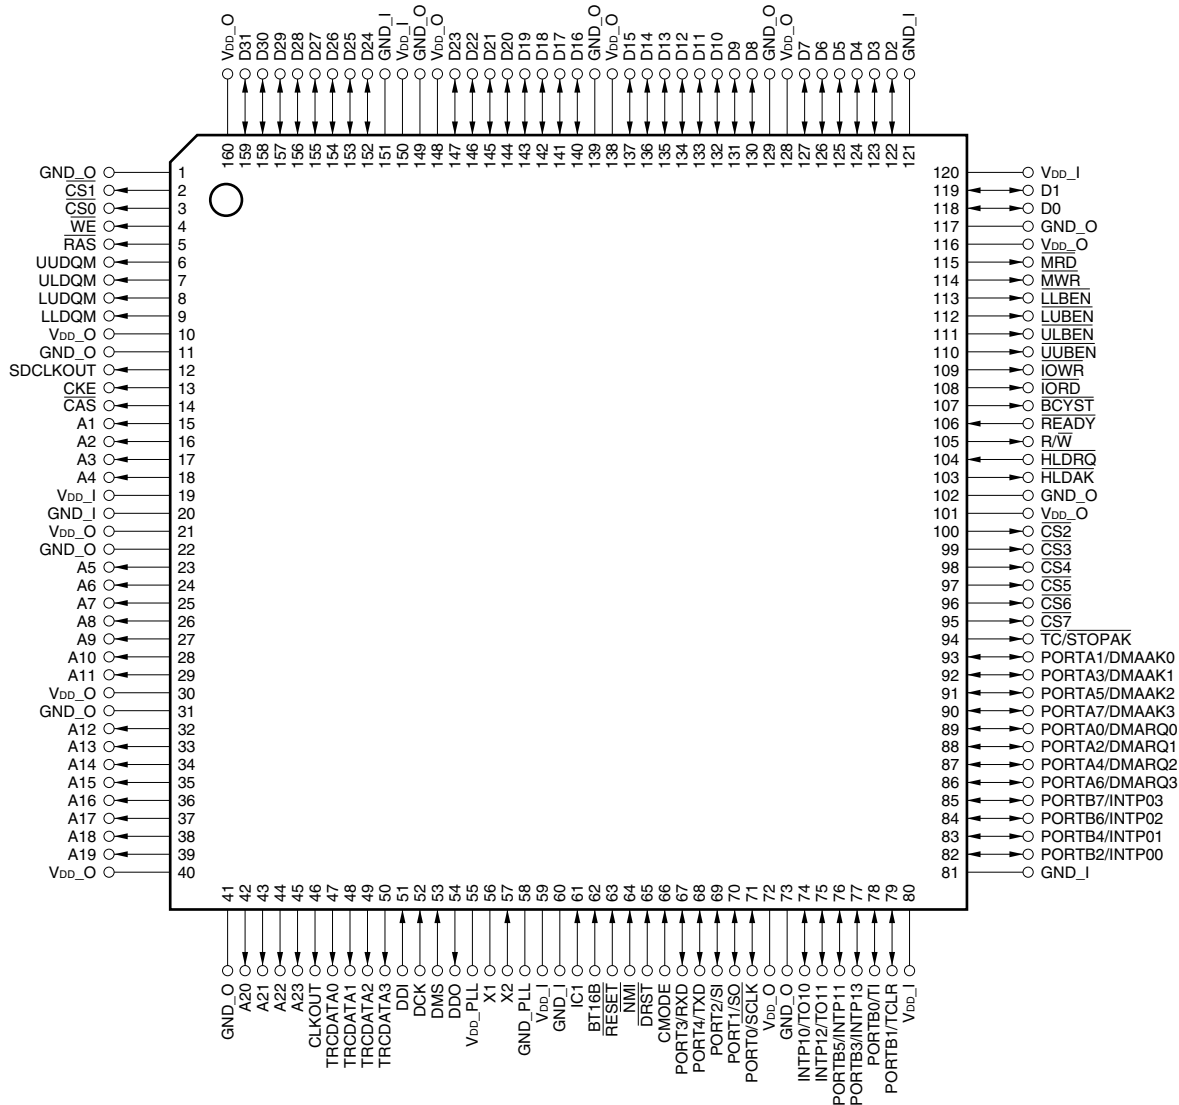 VDD_O 160
D31 159
D30 158
D29 157
D28 156
D27 155
D26 154
D25 153
D24 152
GND_I 151
VDD_I 150
GND_O 149
VDD_O 148
D23 147
D22 146
D21 145
D20 144
D19 143
D18 142
D17 141
D16 140
GND_O 139
VDD_O 138
D15 137
D14 136
D13 135
D12 134
D11 133
D10 132
D9 131
D8 130
GND_O 129
VDD_O 128
D7 127
D6 126
D5 125
D4 124
D3 123
D2 122
GND_I 121
GND_O 1
CS1 2
CS0 3
WE 4
RAS 5
UUDQM 6
ULDQM 7
LUDQM 8
LLDQM 9
VDD_O 10
GND_O 11
SDCLKOUT 12
CKE 13
CAS 14
A1 15
A2 16
A3 17
A4 18
VDD_I 19
GND_I 20
VDD_O 21
GND_O 22
A5 23
A6 24
A7 25
A8 26
A9 27
A10 28
A11 29
VDD_O 30
GND_O 31
A12 32
A13 33
A14 34
A15 35
A16 36
A17 37
A18 38
A19 39
VDD_O 40
120 VDD_I
119 D1
118 D0
117 GND_O
116 VDD_O
115 MRD
114 MWR
113 LLBEN
112 LUBEN
111 ULBEN
110 UUBEN
109 IOWR
108 IORD
107 BCYST
106 READY
105 R/W
104 HLDRQ
103 HLDAK
102 GND_O
101 VDD_O
100 CS2
99 CS3
98 CS4
97 CS5
96 CS6
95 CS7
94 TC/STOPAK
93 PORTA1/DMAAK0
92 PORTA3/DMAAK1
91 PORTA5/DMAAK2
90 PORTA7/DMAAK3
89 PORTA0/DMARQ0
88 PORTA2/DMARQ1
87 PORTA4/DMARQ2
86 PORTA6/DMARQ3
85 PORTB7/INTP03
84 PORTB6/INTP02
83 PORTB4/INTP01
82 PORTB2/INTP00
81 GND_I
41 GND_O
42 A20
43 A21
44 A22
45 A23
46 CLKOUT
47 TRCDATA0
48 TRCDATA1
49 TRCDATA2
50 TRCDATA3
51 DDI
52 DCK
53 DMS
54 DDO
55 VDD_PLL
56 X1
57 X2
58 GND_PLL
59 VDD_I
60 GND_I
61 IC1
62 BT16B
63 RESET
64 NMI
65 DRST
66 CMODE
67 PORT3/RXD
68 PORT4/TXD
69 PORT2/SI
70 PORT1/SO
71 PORT0/SCLK
72 VDD_O
73 GND_O
74 INTP10/TO10
75 INTP12/TO11
76 PORTB5/INTP11
77 PORTB3/INTP13
78 PORTB0/TI
79 PORTB1/TCLR
80 VDD_I